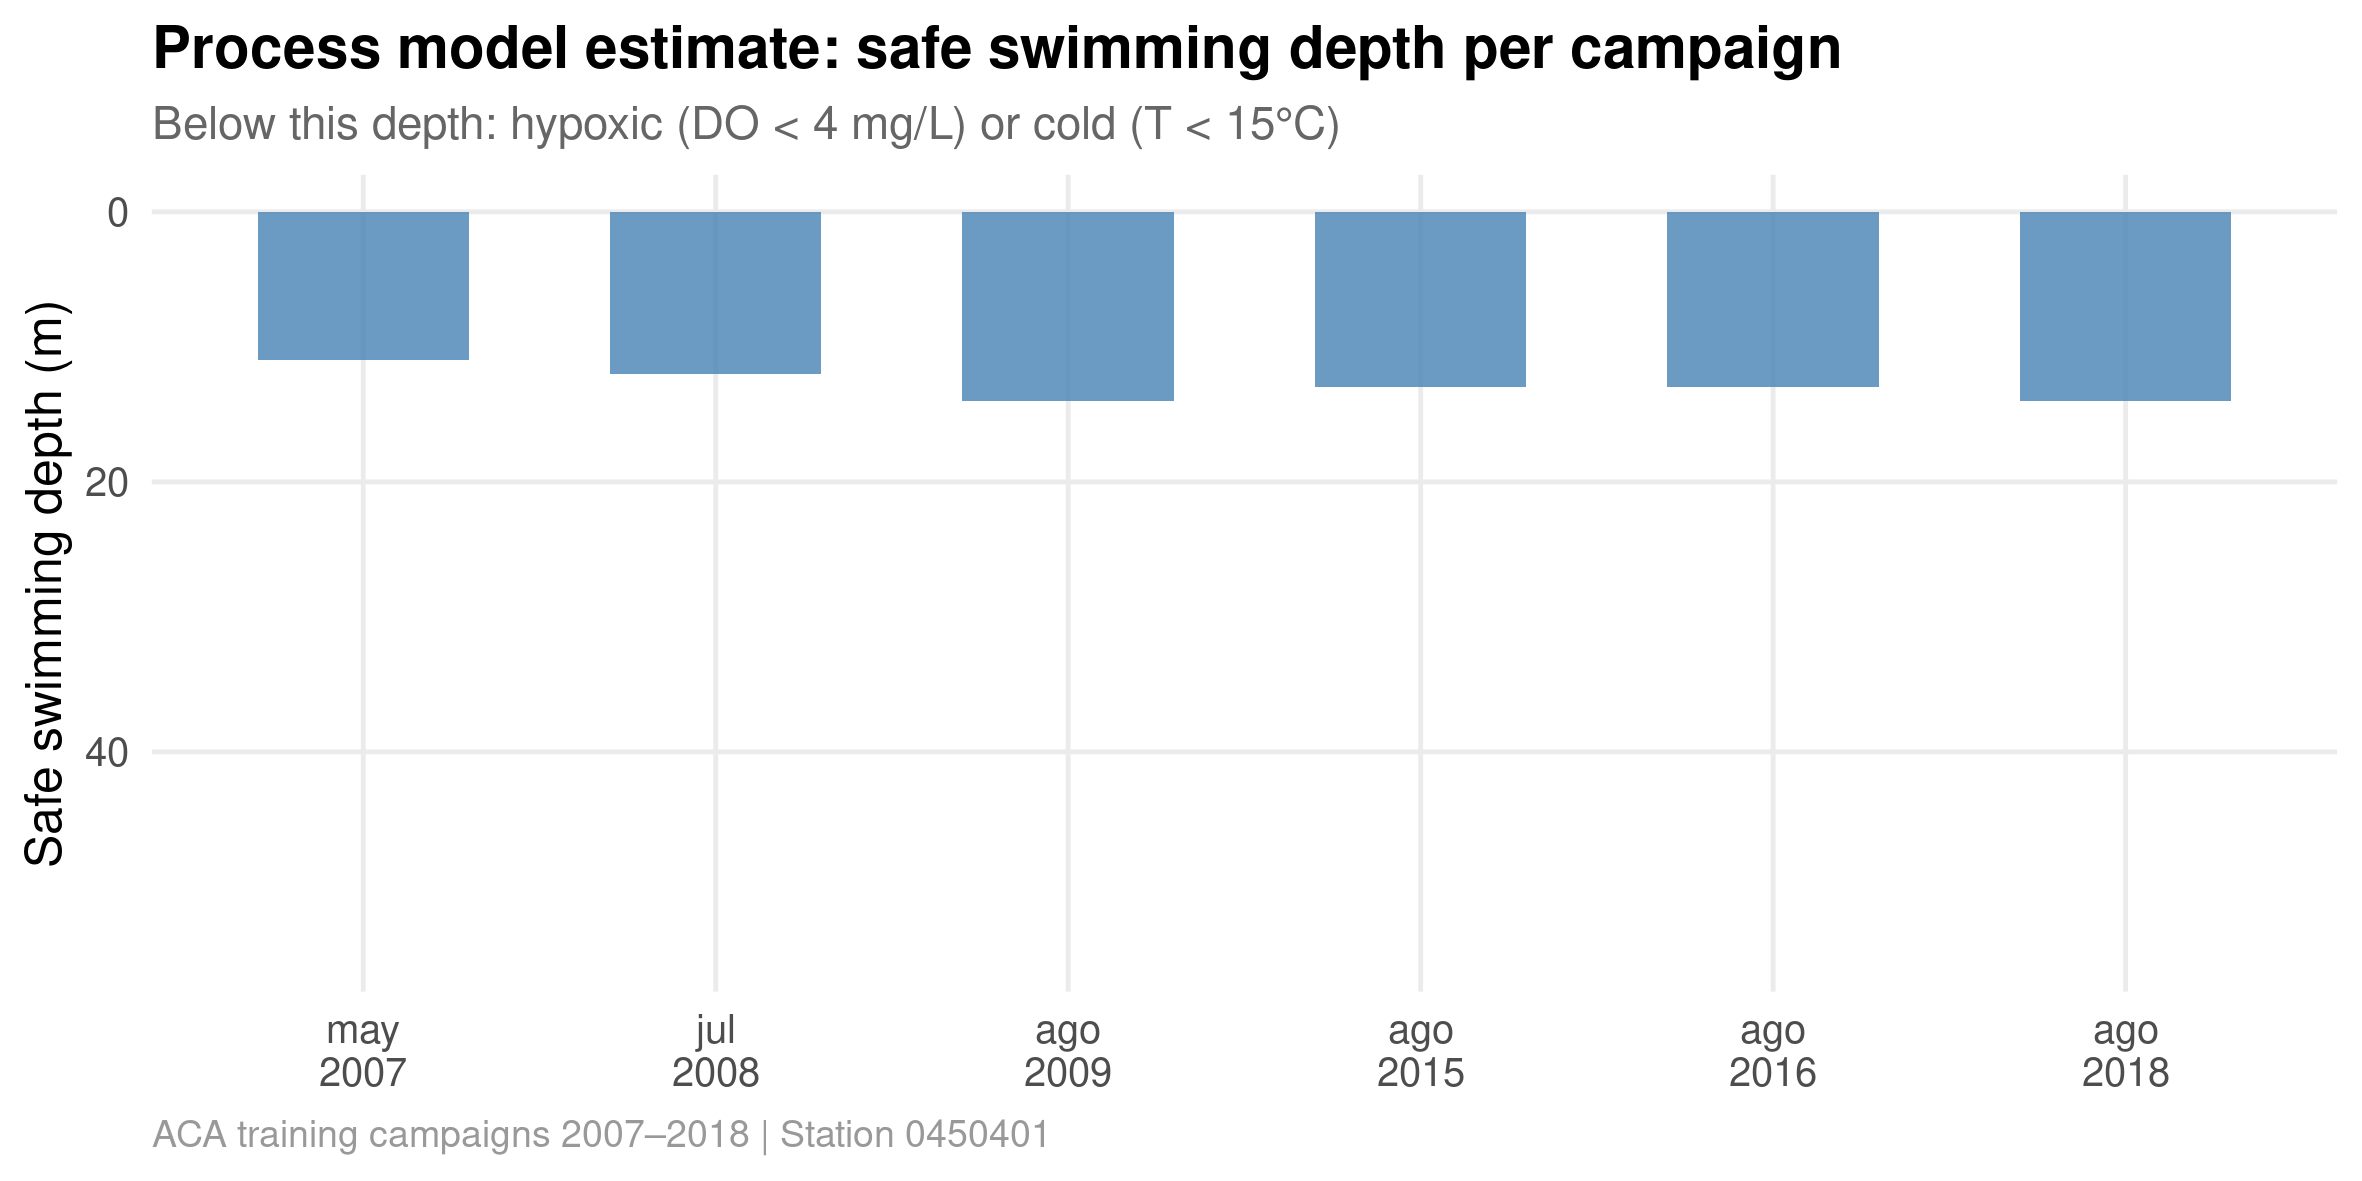 Process model estimate: safe swimming depth per campaign
Below this depth: hypoxic (DO < 4 mg/L) or cold (T < 15°C)
Safe swimming depth (m)
0
20
40
may
2007
jul
2008
ago
2009
ago
2015
ago
2016
ago
2018
ACA training campaigns 2007–2018 | Station 0450401